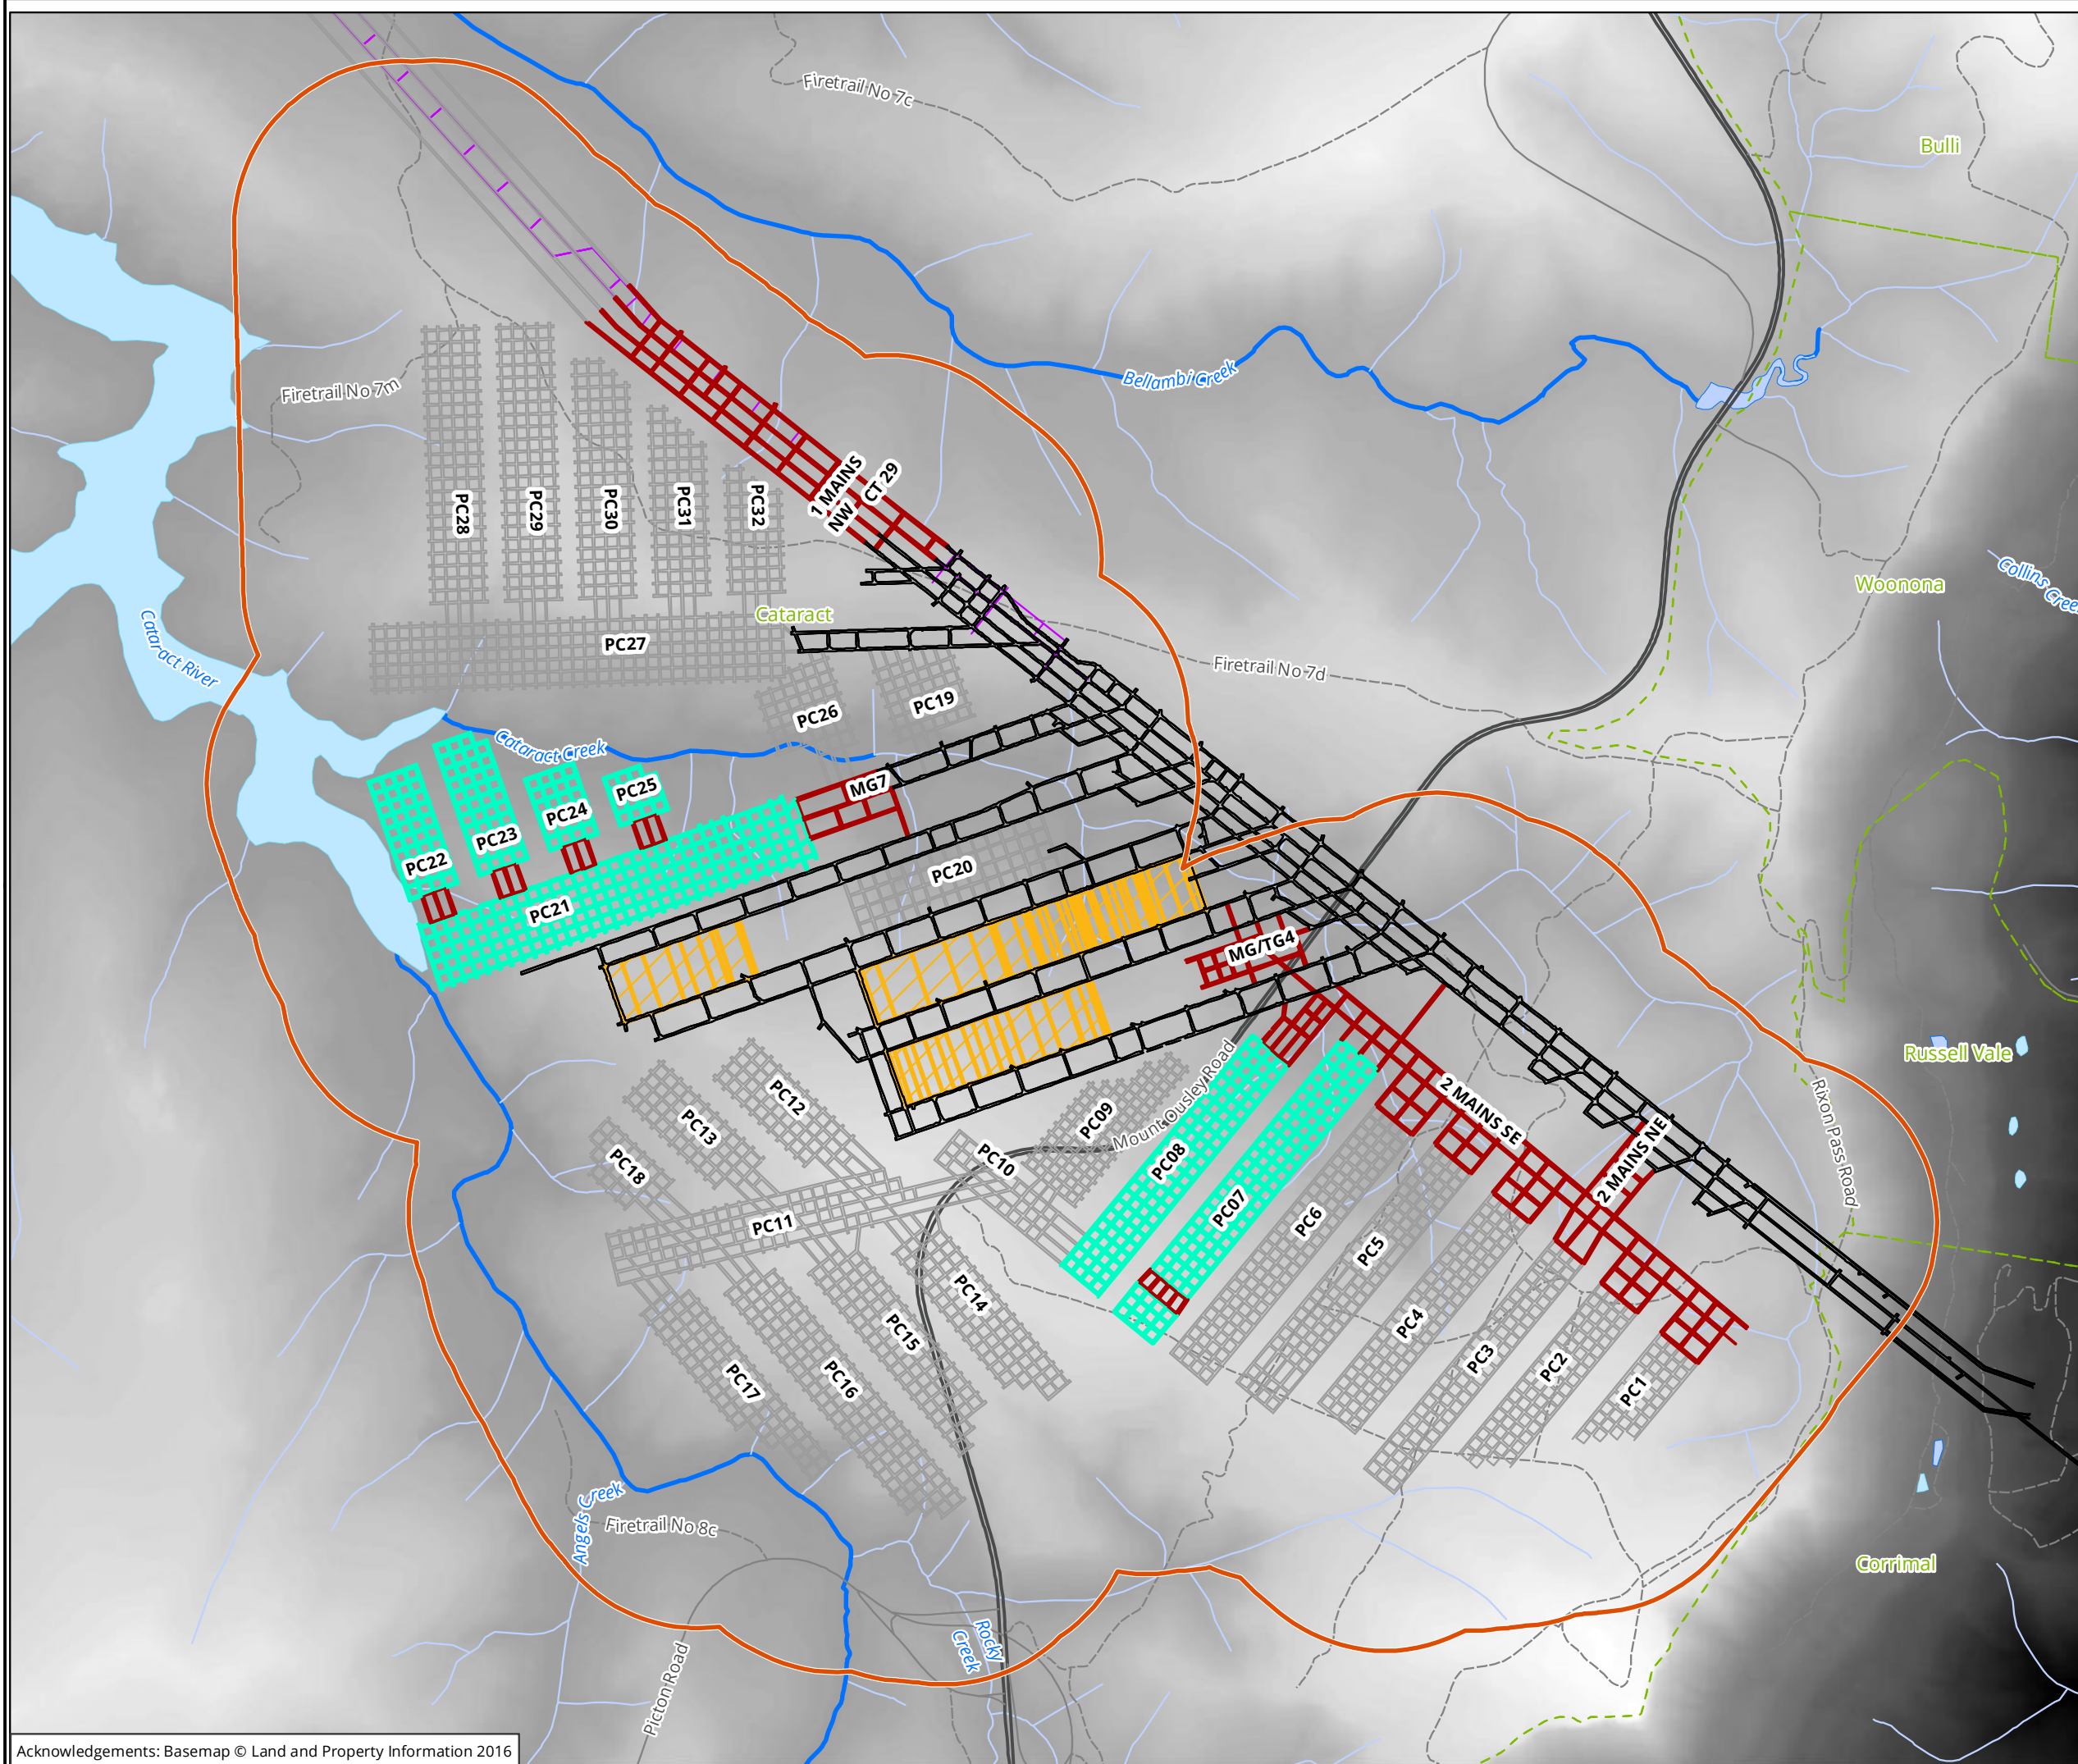 Firetrail No 7c
Bulli
Bellambi Creek
Firetrail No 7m
1 MAINS
NW
CT 29
PC28
PC29
PC30
PC31
PC32
Woonona
Collins Cree
Cataract
Cataract River
PC27
Firetrail No 7d
PC26
PC19
Cataract Creek
MG7
PC25
PC24
PC23
PC22
PC21
PC20
MG/TG4
Russell Vale
Rixon Pass Road
2 MAINS SE
2 MAINS NE
Mount Ousley Road
PC12
PC13
PC18
PC09
PC10
PC08
PC07
PC11
PC6
PC5
PC4
PC3
PC2
PC1
PC14
PC15
PC16
PC17
Angels Creek
Firetrail No 8c
Corrimal
Rocky
Creek
Picton Road
Acknowledgements: Basemap © Land and Property Information 2016